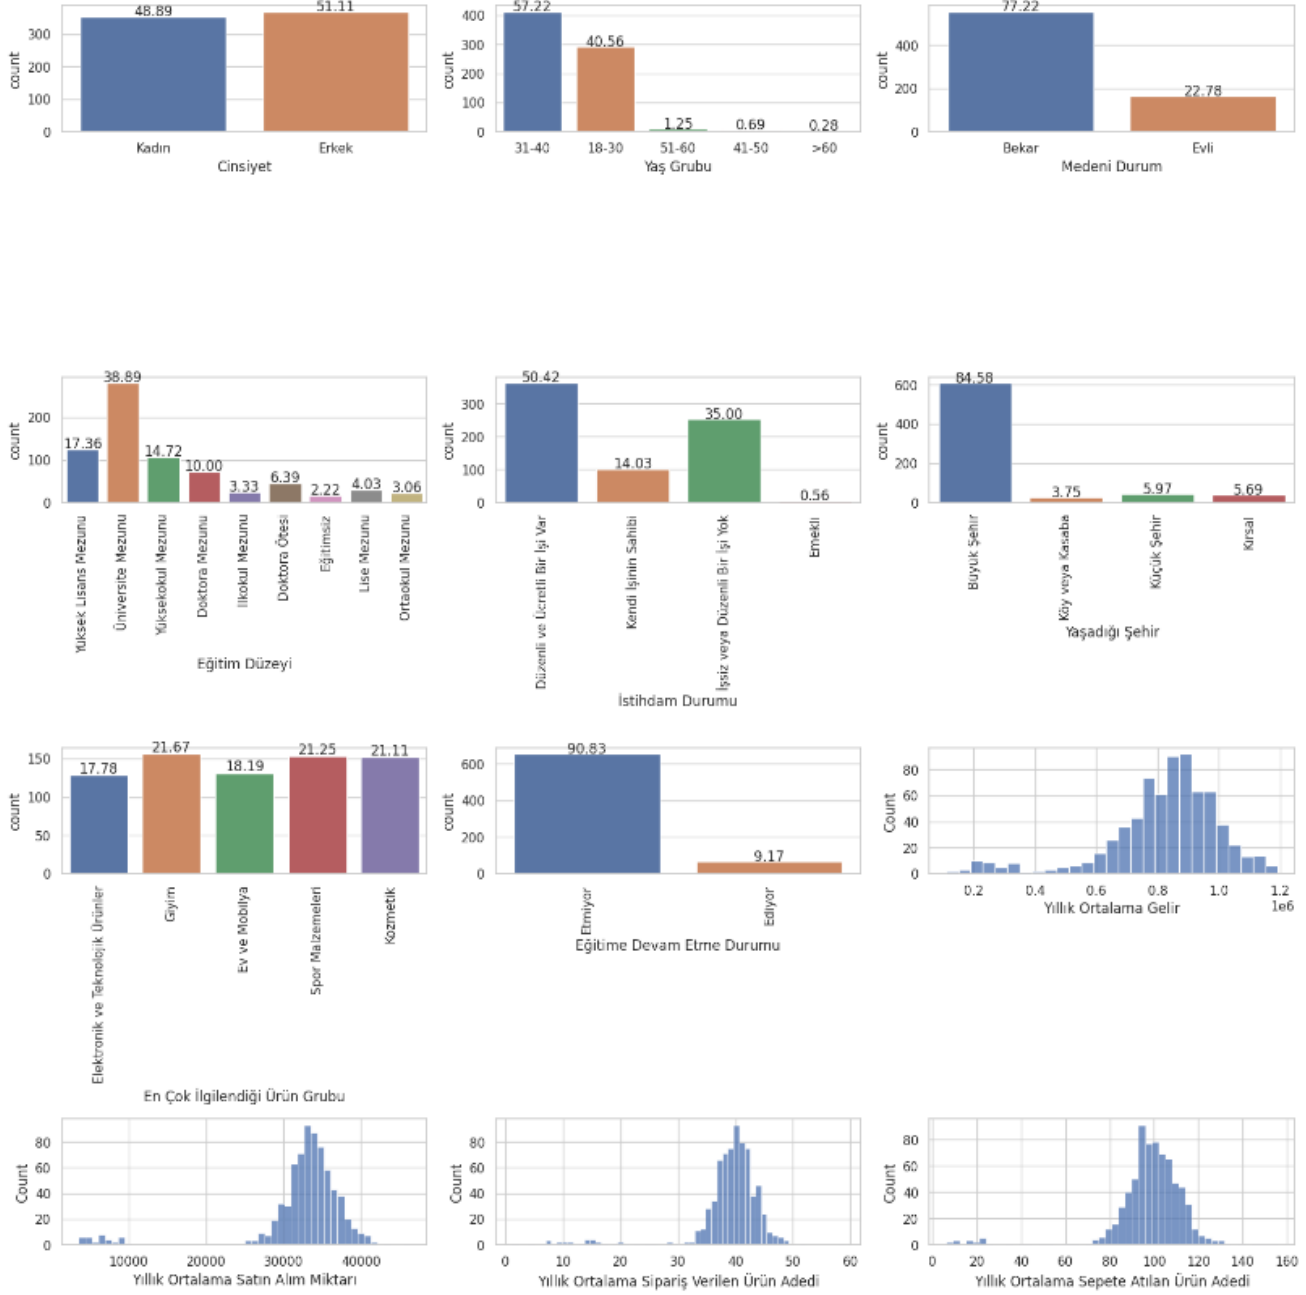 48.89
51.11
300
200
100
0
count
Kadın
Erkek
Cinsiyet
57.22
40.56
1.25
0.69
0.28
400
300
200
100
0
count
31-40
18-30
51-60
41-50
>60
Yaş Grubu
77.22
22.78
400
200
0
count
Bekar
Evli
Medeni Durum
17.36
38.89
14.72
10.00
3.33
6.39
2.22
4.03
3.06
200
100
0
count
Yüksek Lisans Mezunu
Üniversite Mezunu
Yüksekokul Mezunu
Doktora Mezunu
İlkokul Mezunu
Doktora Ötesi
Eğitimsiz
Lise Mezunu
Ortaokul Mezunu
Eğitim Düzeyi
50.42
14.03
35.00
0.56
300
200
100
0
count
Düzenli ve Ücretli Bir İşi Var
Kendi İşinin Sahibi
İşsiz veya Düzenli Bir İşi Yok
Emekli
İstihdam Durumu
84.58
3.75
5.97
5.69
600
400
200
0
count
Büyük Şehir
Köy veya Kasaba
Küçük Şehir
Kırsal
Yaşadığı Şehir
17.78
21.67
18.19
21.25
21.11
150
100
50
0
count
Elektronik ve Teknolojik Ürünler
Giyim
Ev ve Mobilya
Spor Malzemeleri
Kozmetik
En Çok İlgilendiği Ürün Grubu
90.83
9.17
600
400
200
0
count
Etmiyor
Ediyor
Eğitime Devam Etme Durumu
80
60
40
20
0
Count
0.2
0.4
0.6
0.8
1.0
1.2
1e6
Yıllık Ortalama Gelir
80
60
40
20
0
Count
10000
20000
30000
40000
Yıllık Ortalama Satın Alım Miktarı
80
60
40
20
0
Count
0
20
40
60
Yıllık Ortalama Sipariş Verilen Ürün Adedi
80
60
40
20
0
Count
0
20
40
60
80
100
120
140
160
Yıllık Ortalama Sepete Atılan Ürün Adedi